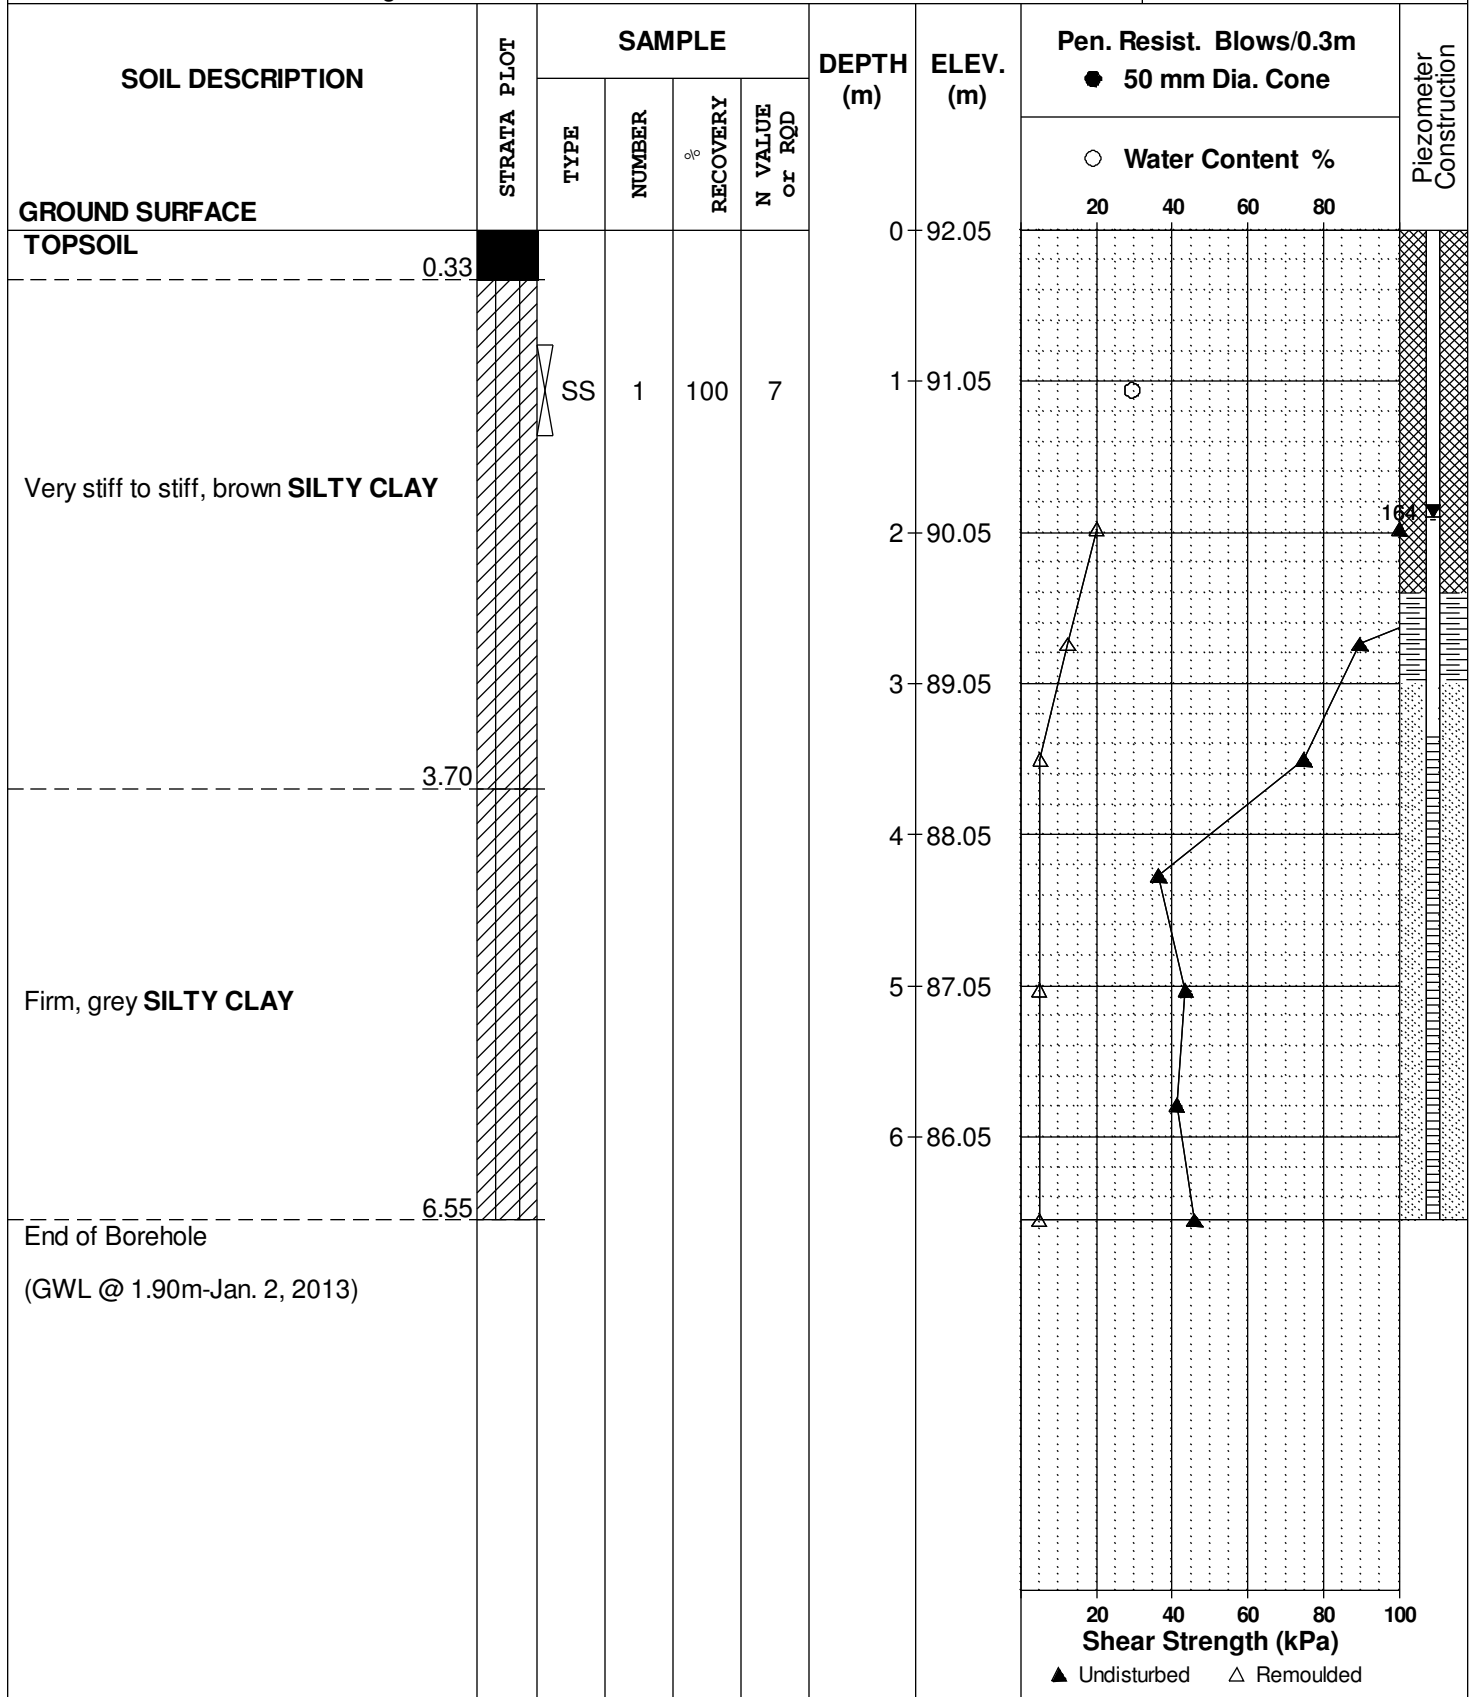 SOIL DESCRIPTION
GROUND SURFACE
STRATA PLOT
SAMPLE
TYPE
NUMBER
%
RECOVERY
N VALUE
or RQD
DEPTH
(m)
ELEV.
(m)
Pen. Resist. Blows/0.3m
50 mm Dia. Cone
Water Content %
20 40 60 80
Piezometer
Construction
TOPSOIL
0.33
0 92.05
SS 1 100 7
1 91.05
Very stiff to stiff, brown SILTY CLAY
164
2 90.05
3 89.05
3.70
4 88.05
Firm, grey SILTY CLAY
5 87.05
6 86.05
6.55
End of Borehole
(GWL @ 1.90m-Jan. 2, 2013)
20 40 60 80 100
Shear Strength (kPa)
Undisturbed Remoulded